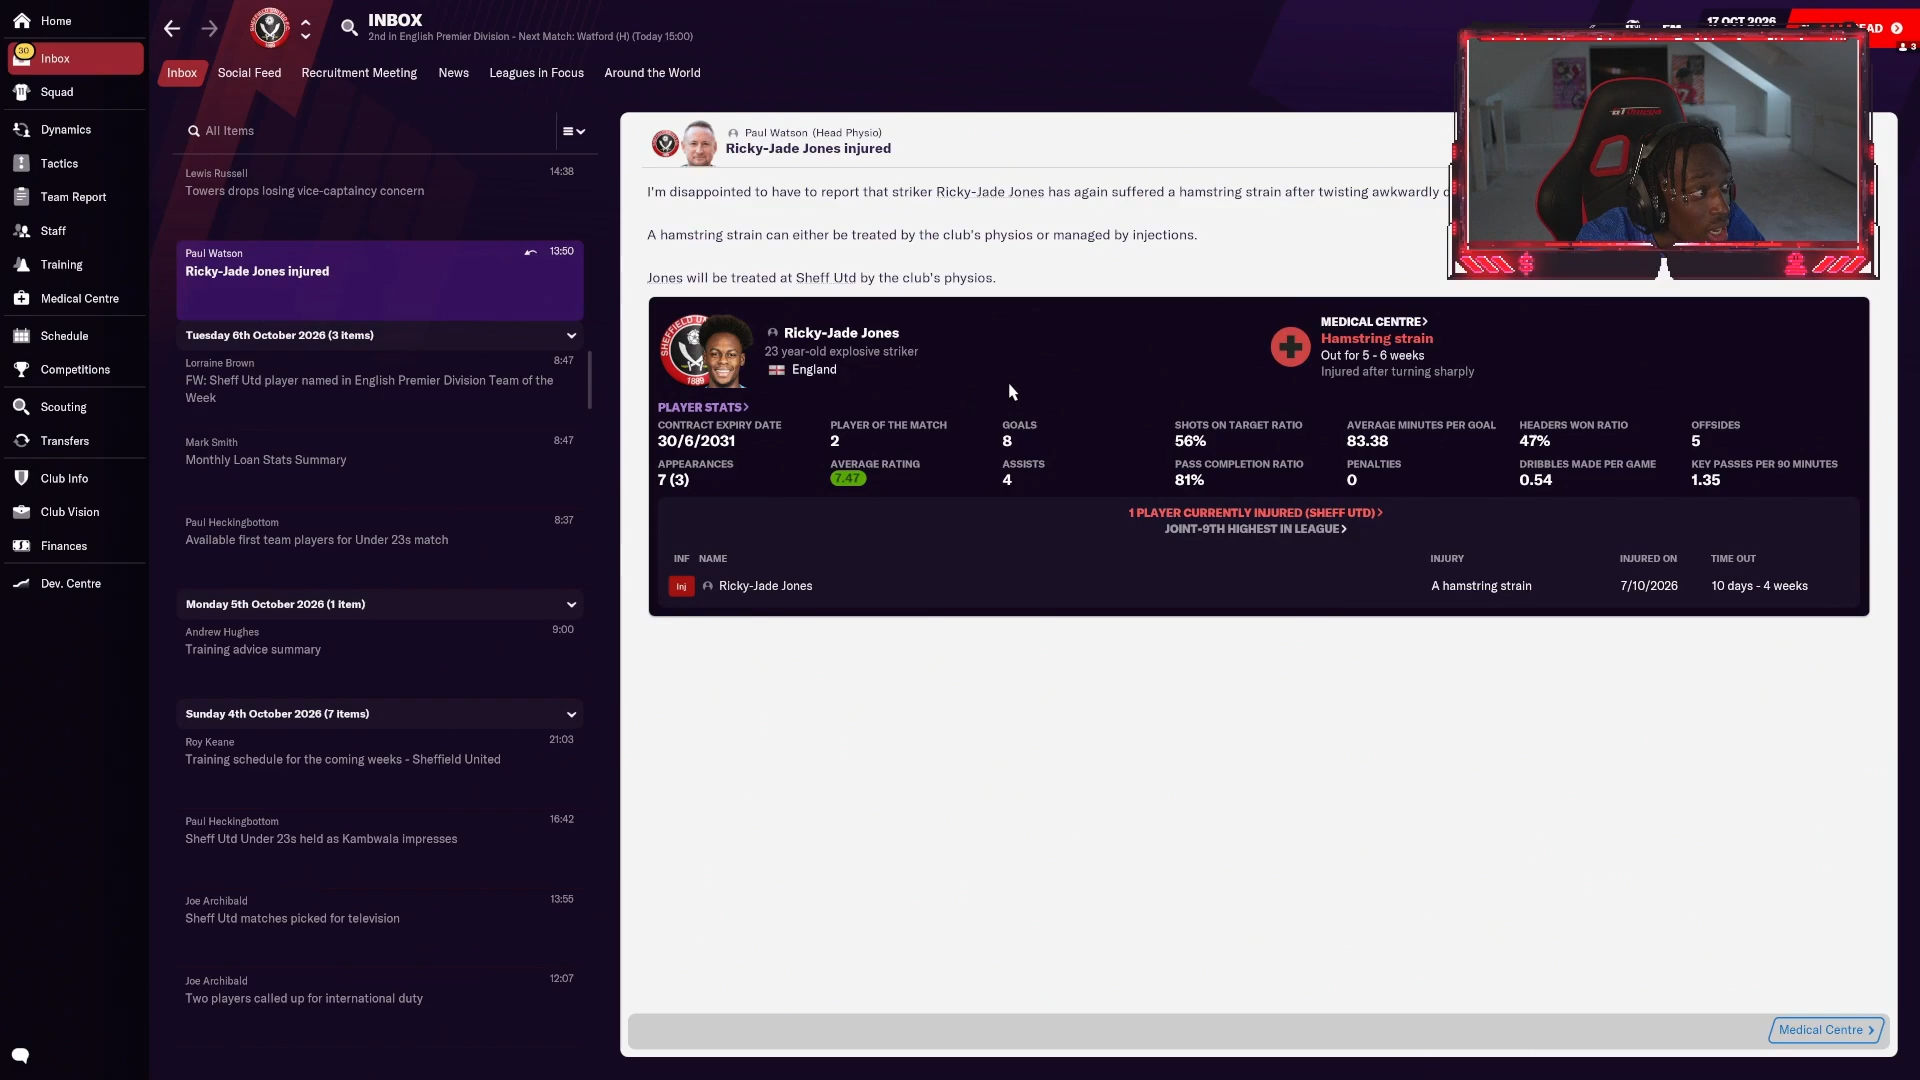 Home
30
Inbox
Squad
Dynamics
Tactics
Team Report
Staff
Training
Medical Centre
Schedule
Competitions
Scouting
Transfers
Club Info
Club Vision
Finances
Dev. Centre
INBOX
2nd in English Premier Division - Next Match: Watford (H) (Today 15:00)
17 OCT 2026
Inbox
Social Feed
Recruitment Meeting
News
Leagues in Focus
Around the World
All Items
Lewis Russell
14:38
Towers drops losing vice-captaincy concern
Paul Watson
13:50
Ricky-Jade Jones injured
Tuesday 6th October 2026 (3 items)
Lorraine Brown
8:47
FW: Sheff Utd player named in English Premier Division Team of the
Week
Mark Smith
8:47
Monthly Loan Stats Summary
Paul Heckingbottom
8:37
Available first team players for Under 23s match
Monday 5th October 2026 (1 item)
Andrew Hughes
9:00
Training advice summary
Sunday 4th October 2026 (7 items)
Roy Keane
21:03
Training schedule for the coming weeks - Sheffield United
Paul Heckingbottom
16:42
Sheff Utd Under 23s held as Kambwala impresses
Joe Archibald
13:55
Sheff Utd matches picked for television
Joe Archibald
12:07
Two players called up for international duty
Paul Watson (Head Physio)
Ricky-Jade Jones injured
I'm disappointed to have to report that striker Ricky-Jade Jones has again suffered a hamstring strain after twisting awkwardly
A hamstring strain can either be treated by the club's physios or managed by injections.
Jones will be treated at Sheff Utd by the club's physios.
Ricky-Jade Jones
23 year-old explosive striker
England
MEDICAL CENTRE>
Hamstring strain
Out for 5 - 6 weeks
Injured after turning sharply
PLAYER STATS>
CONTRACT EXPIRY DATE
30/6/2031
PLAYER OF THE MATCH
2
GOALS
8
SHOTS ON TARGET RATIO
56%
AVERAGE MINUTES PER GOAL
83.38
HEADERS WON RATIO
47%
OFFSIDES
5
APPEARANCES
7 (3)
AVERAGE RATING
7.47
ASSISTS
4
PASS COMPLETION RATIO
81%
PENALTIES
0
DRIBBLES MADE PER GAME
0.54
KEY PASSES PER 90 MINUTES
1.35
1 PLAYER CURRENTLY INJURED (SHEFF UTD)>
JOINT-9TH HIGHEST IN LEAGUE>
INF NAME INJURY INJURED ON TIME OUT
Inj Ricky-Jade Jones A hamstring strain 7/10/2026 10 days - 4 weeks
Medical Centre >